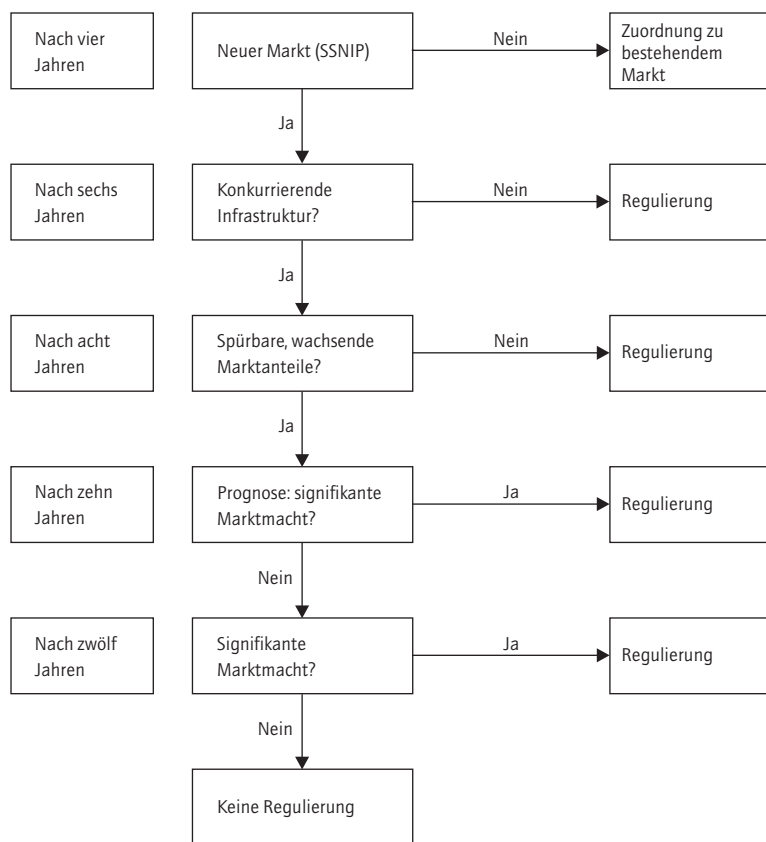 Nach vier
Jahren
Neuer Markt (SSNIP)
Nein
Zuordnung zu
bestehendem
Markt
Ja
Nach sechs
Jahren
Konkurrierende
Infrastruktur?
Nein
Regulierung
Ja
Nach acht
Jahren
Spürbare, wachsende
Marktanteile?
Nein
Regulierung
Ja
Nach zehn
Jahren
Prognose: signifikante
Marktmacht?
Ja
Regulierung
Nein
Nach zwölf
Jahren
Signifikante
Marktmacht?
Ja
Regulierung
Nein
Keine Regulierung